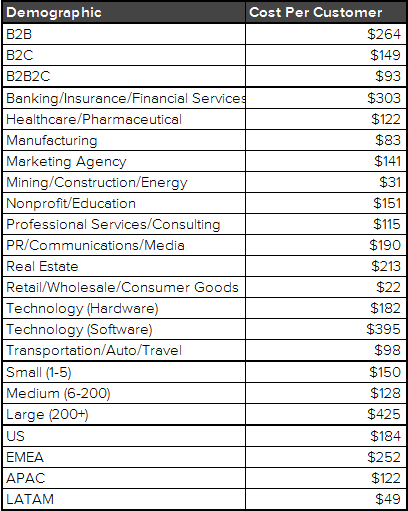 Demographic Cost Per Customer
B2B $264
B2C $149
B2B2C $93
Banking/Insurance/Financial Services $303
Healthcare/Pharmaceutical $122
Manufacturing $83
Marketing Agency $141
Mining/Construction/Energy $31
Nonprofit/Education $151
Professional Services/Consulting $115
PR/Communications/Media $190
Real Estate $213
Retail/Wholesale/Consumer Goods $22
Technology (Hardware) $182
Technology (Software) $395
Transportation/Auto/Travel $98
Small (1-5) $150
Medium (6-200) $128
Large (200+) $425
US $184
EMEA $252
APAC $122
LATAM $49